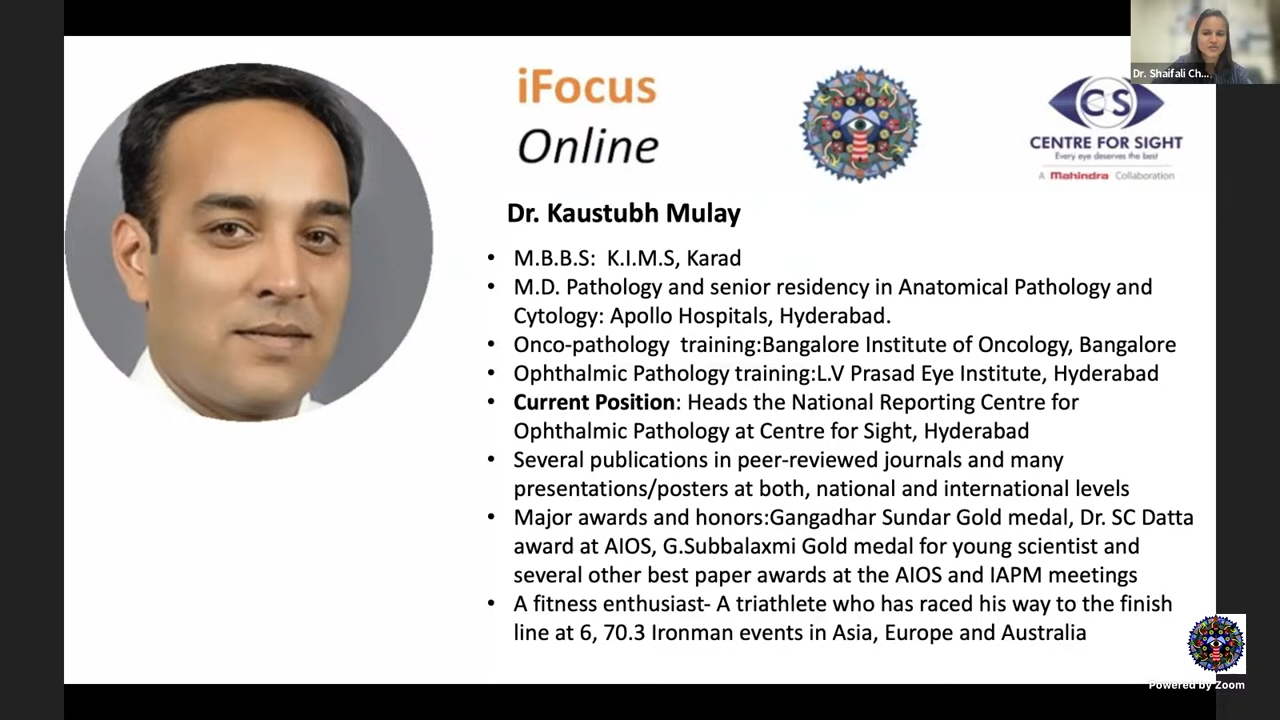 Dr. Shaifali Ch...
iFocus
Online
CS
CENTRE FOR SIGHT
Every eye deserves the best
A Mahindra Collaboration
Dr. Kaustubh Mulay
• M.B.B.S: K.I.M.S, Karad
• M.D. Pathology and senior residency in Anatomical Pathology and
Cytology: Apollo Hospitals, Hyderabad.
• Onco-pathology training:Bangalore Institute of Oncology, Bangalore
• Ophthalmic Pathology training:L.V Prasad Eye Institute, Hyderabad
• Current Position: Heads the National Reporting Centre for
Ophthalmic Pathology at Centre for Sight, Hyderabad
• Several publications in peer-reviewed journals and many
presentations/posters at both, national and international levels
• Major awards and honors:Gangadhar Sundar Gold medal, Dr. SC Datta
award at AIOS, G.Subbalaxmi Gold medal for young scientist and
several other best paper awards at the AIOS and IAPM meetings
• A fitness enthusiast- A triathlete who has raced his way to the finish
line at 6, 70.3 Ironman events in Asia, Europe and Australia
Powered by Zoom